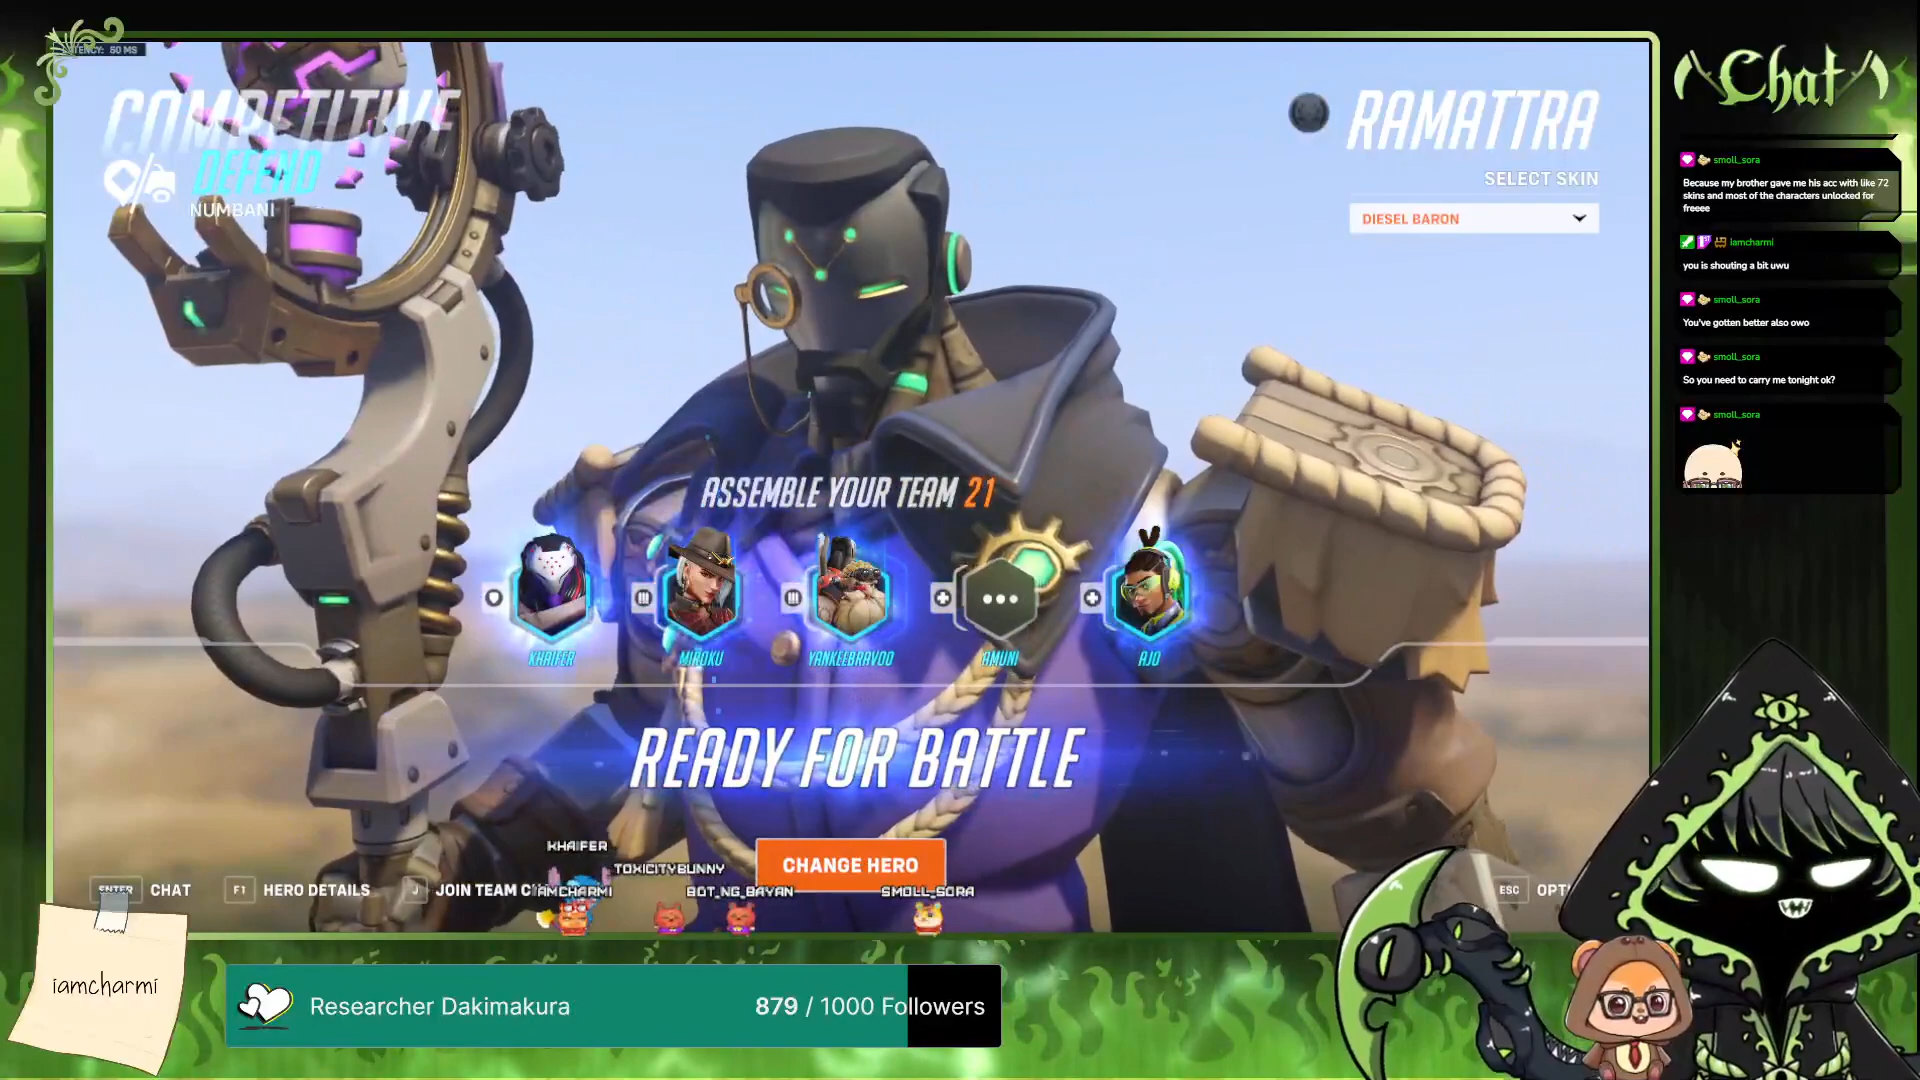 LATENCY: 50 MS
COMPETITIVE
DEFEND
NUMBANI
RAMATTRA
SELECT SKIN
DIESEL BARON
ASSEMBLE YOUR TEAM 21
KHAIFER
MIROKU
YANKEEBRAVOO
AMUNI
AJO
READY FOR BATTLE
CHANGE HERO
ENTER CHAT
F1 HERO DETAILS
J JOIN TEAM
ESC
KHAIFER
TOXICITYBUNNY
IAMCHARMI
BOT_NG_BAYAN
SMOLL_SORA
iamcharmi
Researcher Dakimakura
879 / 1000 Followers
Chat
smoll_sora
Because my brother gave me his acc with like 72
skins and most of the characters unlocked for
freeee
iamcharmi
you is shouting a bit uwu
smoll_sora
You've gotten better also owo
smoll_sora
So you need to carry me tonight ok?
smoll_sora